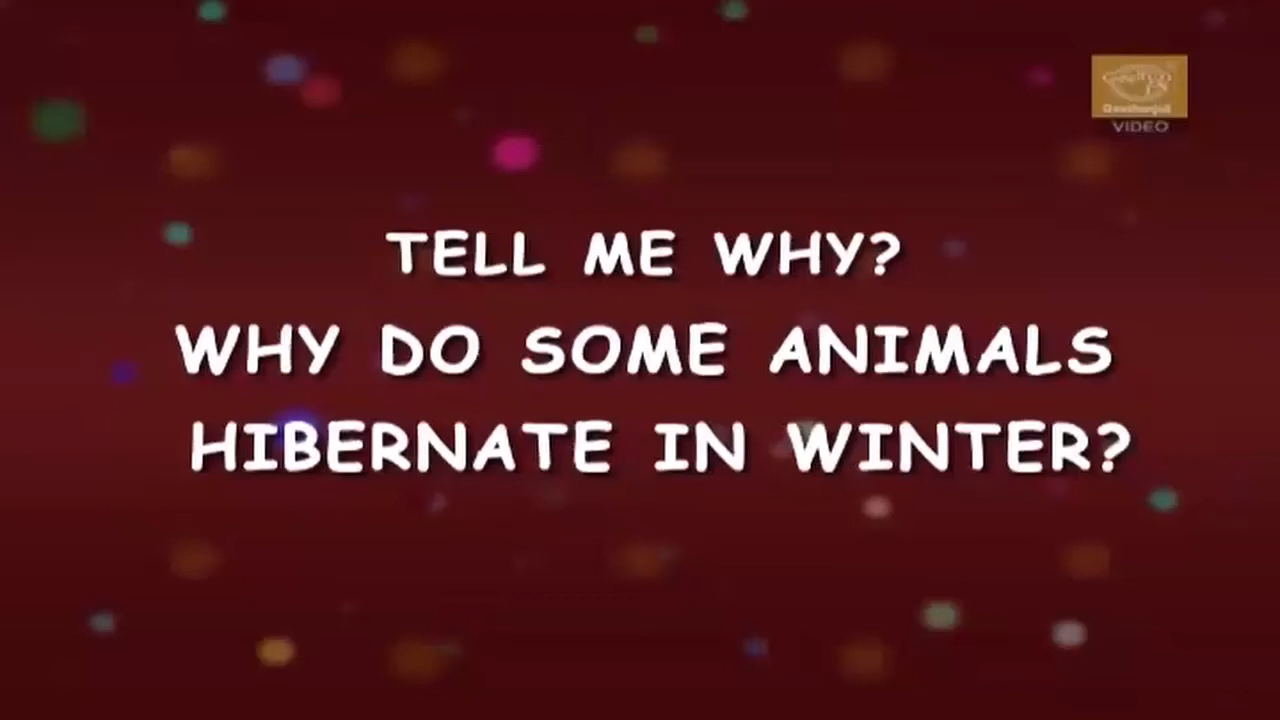 VIDEO
TELL ME WHY?
WHY DO SOME ANIMALS
HIBERNATE IN WINTER?